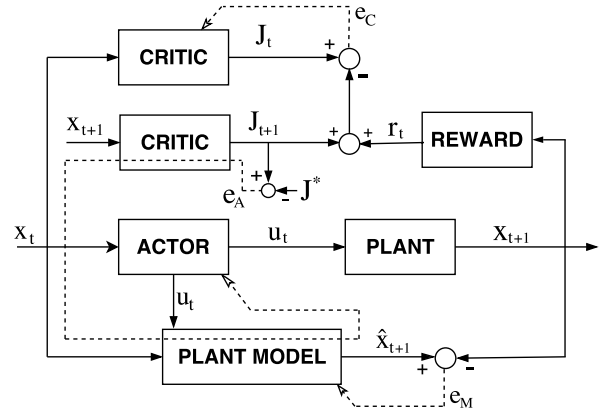 e_C
J_t
+
CRITIC
-
x_{t+1}
CRITIC
J_{t+1}
+
+
r_t
REWARD
+
-
J*
e_A
x_t
ACTOR
u_t
PLANT
x_{t+1}
u_t
PLANT MODEL
x̂_{t+1}
+
-
e_M